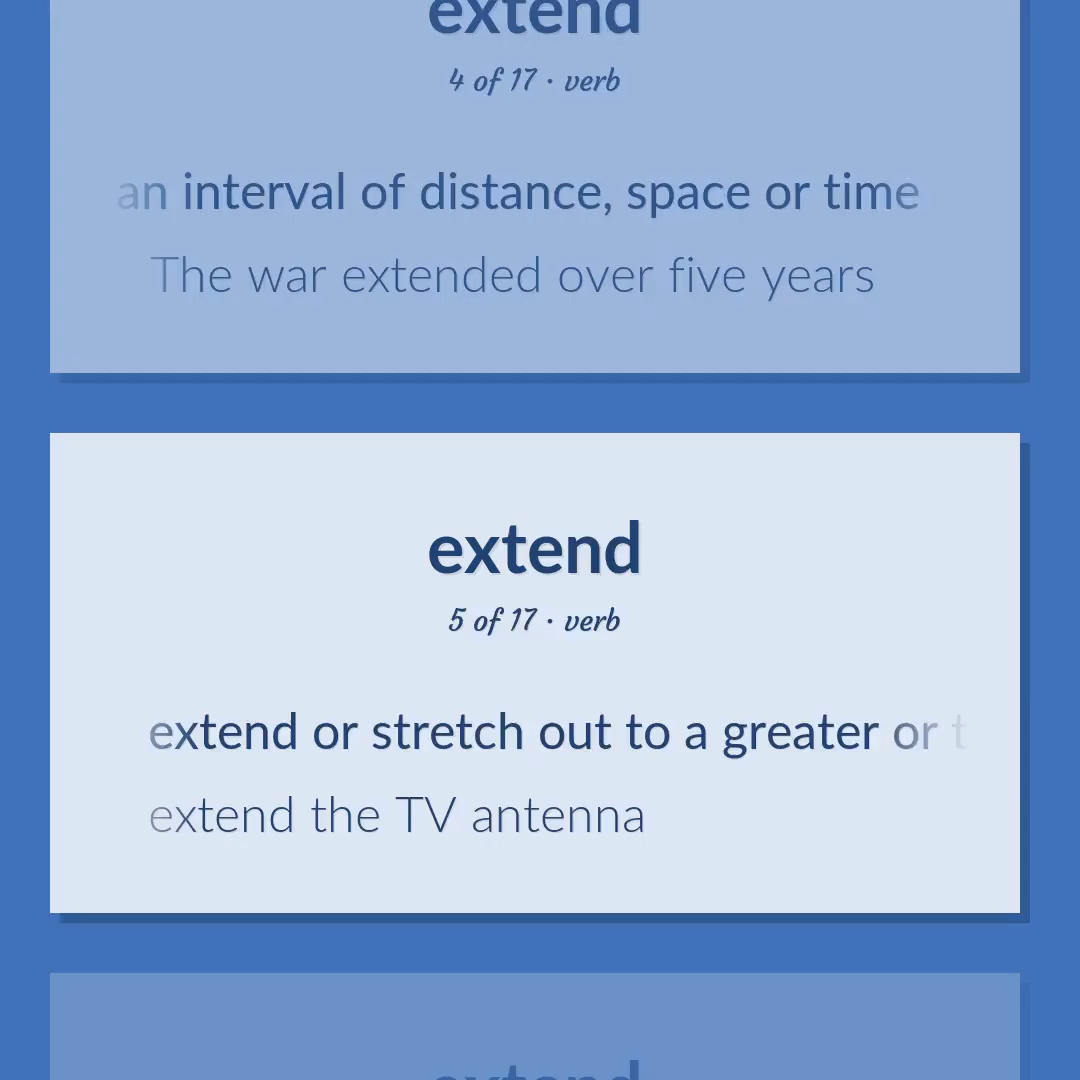 extend
4 of 17 · verb
an interval of distance, space or time
The war extended over five years
extend
5 of 17 · verb
extend or stretch out to a greater or t
extend the TV antenna
extend